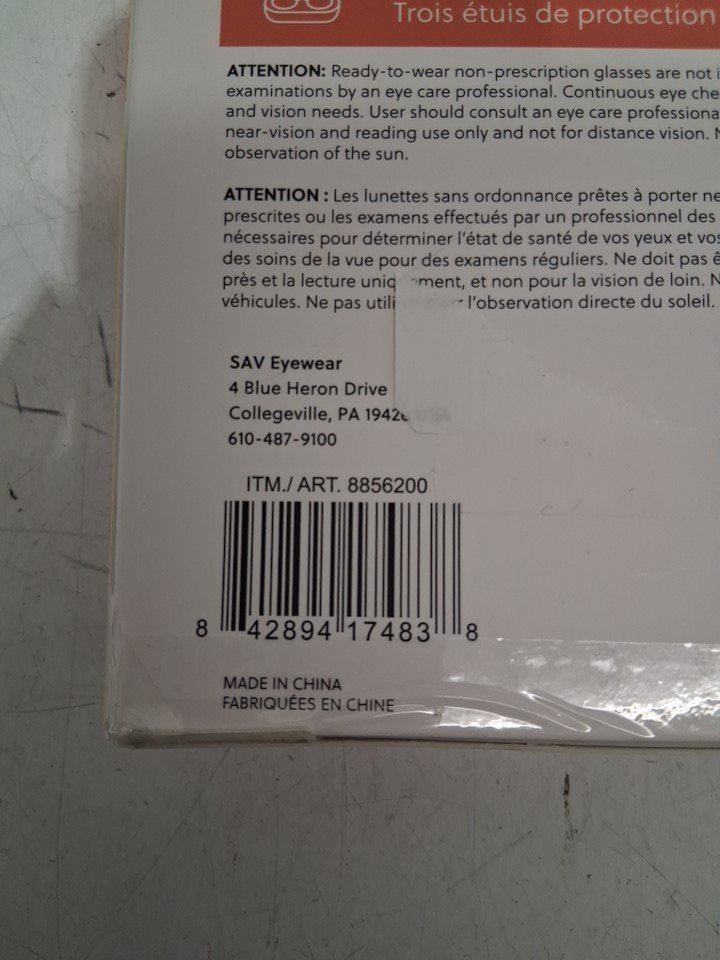 Trois étuis de protection
ATTENTION: Ready-to-wear non-prescription glasses are not
examinations by an eye care professional. Continuous eye
and vision needs. User should consult an eye care
near-vision and reading use only and not for distance vision.
observation of the sun.
ATTENTION : Les lunettes sans ordonnance prêtes à porter ne
prescrites ou les examens effectués par un professionnel des
nécessaires pour déterminer l'état de santé de vos yeux et
des soins de la vue pour des examens réguliers. Ne doit pas
près et la lecture et non pour la vision de loin.
véhicules. Ne pas l'observation directe du soleil.
SAV Eyewear
4 Blue Heron Drive
Collegeville, PA
610-487-9100
ITM./ ART. 8856200
8 42894 17483 8
MADE IN CHINA
FABRIQUÉES EN CHINE